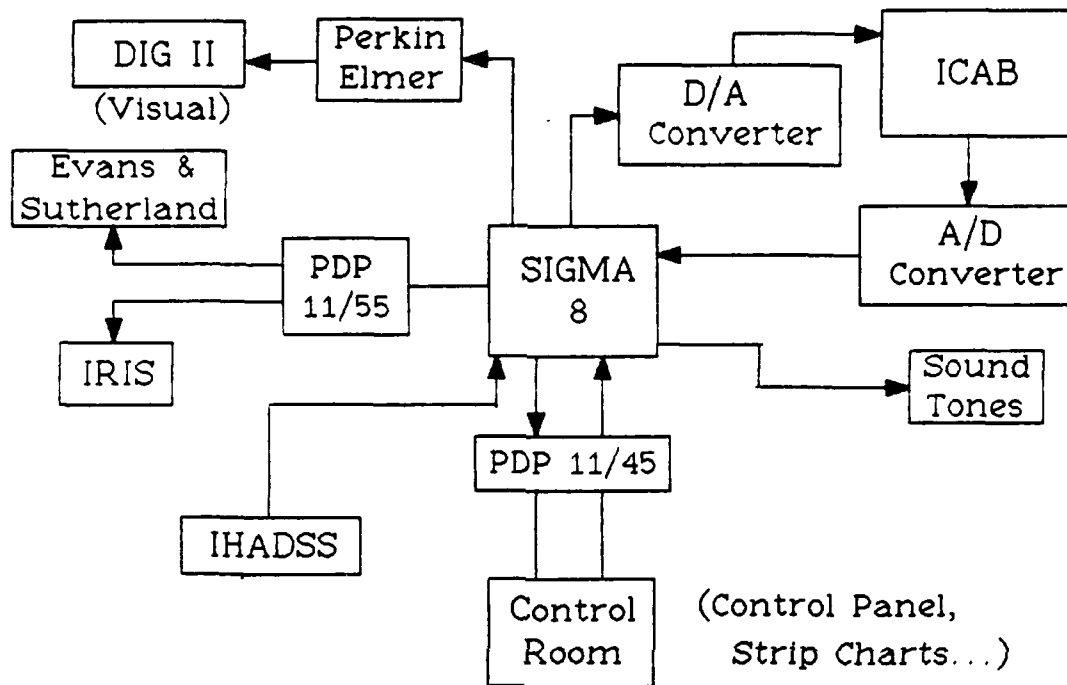 DIG II
(Visual)
Perkin
Elmer
D/A
Converter
ICAB
Evans &
Sutherland
PDP
11/55
SIGMA
8
A/D
Converter
IRIS
Sound
Tones
PDP 11/45
IHADSS
Control
Room
(Control Panel,
Strip Charts...)